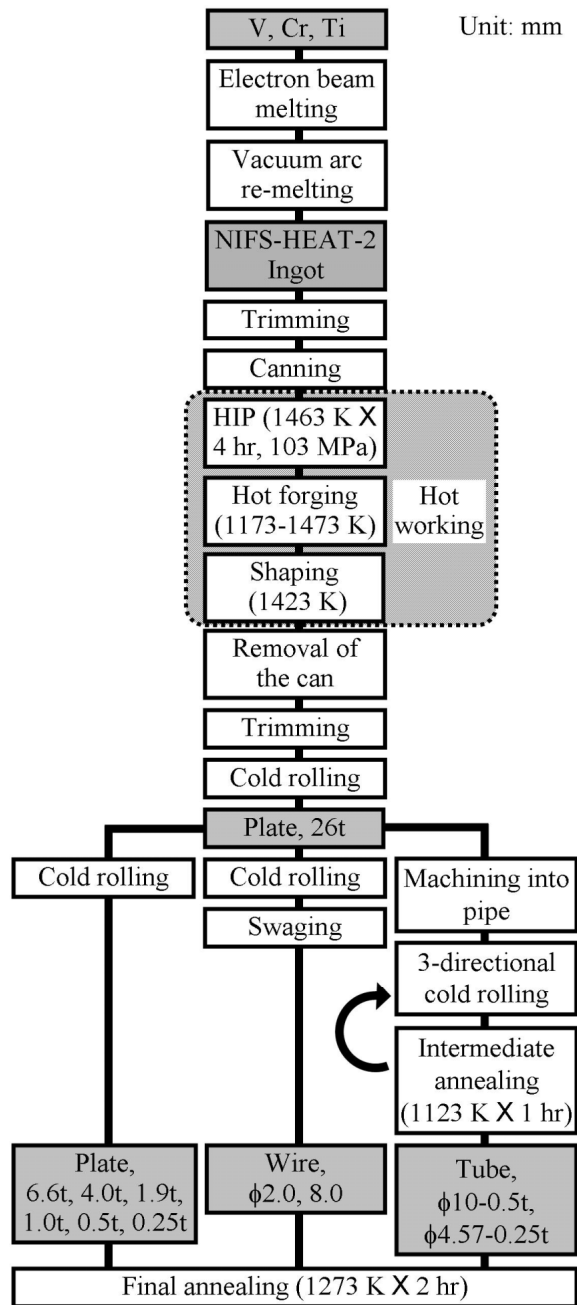 V, Cr, Ti
Unit: mm
Electron beam
melting
Vacuum arc
re-melting
NIFS-HEAT-2
Ingot
Trimming
Canning
HIP (1463 K X
4 hr, 103 MPa)
Hot forging
(1173-1473 K)
Hot
working
Shaping
(1423 K)
Removal of
the can
Trimming
Cold rolling
Plate, 26t
Cold rolling
Cold rolling
Swaging
Machining into
pipe
3-directional
cold rolling
Intermediate
annealing
(1123 K X 1 hr)
Plate,
6.6t, 4.0t, 1.9t,
1.0t, 0.5t, 0.25t
Wire,
ϕ2.0, 8.0
Tube,
ϕ10-0.5t,
ϕ4.57-0.25t
Final annealing (1273 K X 2 hr)